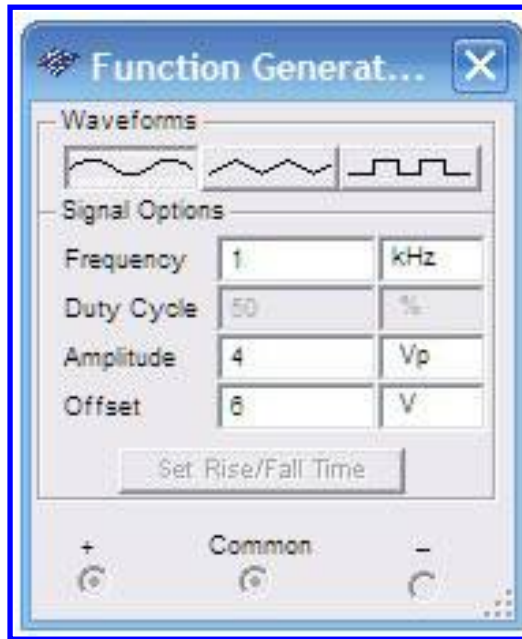 Function Generat...
Waveforms
Signal Options
Frequency 1 kHz
Duty Cycle 50 %
Amplitude 4 Vp
Offset 6 V
Set Rise/Fall Time
+ Common −